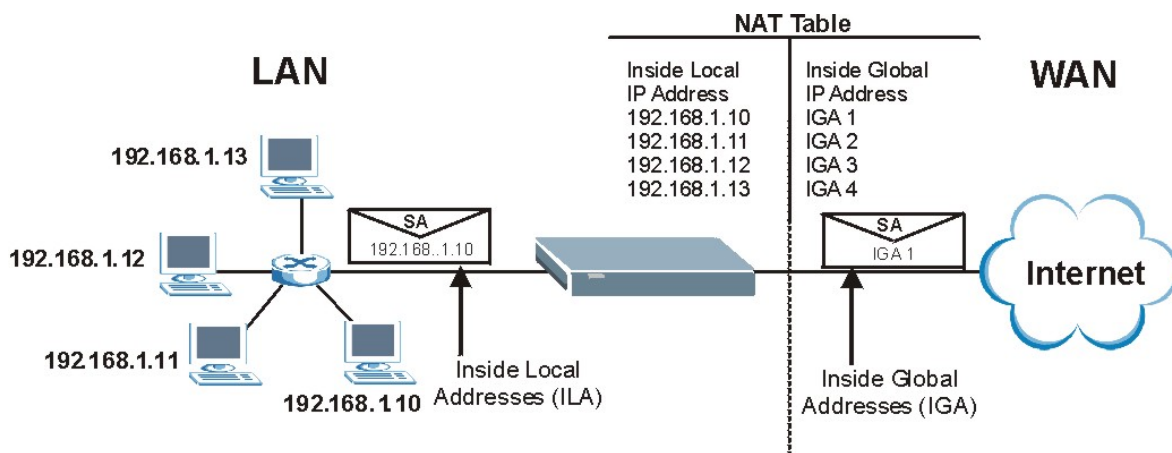 NAT Table
LAN
WAN
Inside Local
IP Address
192.168.1.10
192.168.1.11
192.168.1.12
192.168.1.13
Inside Global
IP Address
IGA 1
IGA 2
IGA 3
IGA 4
192.168.1.13
192.168.1.12
192.168.1.11
192.168.1.10
SA
192.168..1.10
Inside Local
Addresses (ILA)
SA
IGA 1
Inside Global
Addresses (IGA)
Internet